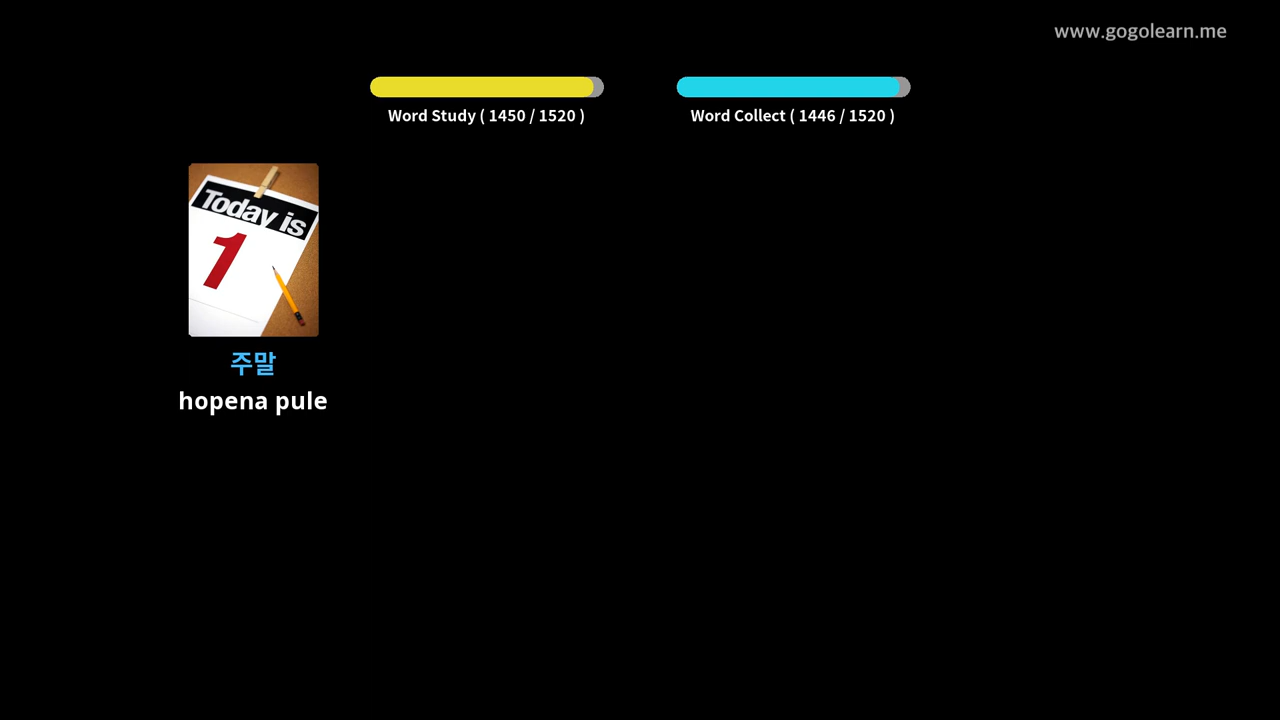 www.gogolearn.me
Word Study ( 1450 / 1520 )
Word Collect ( 1446 / 1520 )
Today is
1
주말
hopena pule